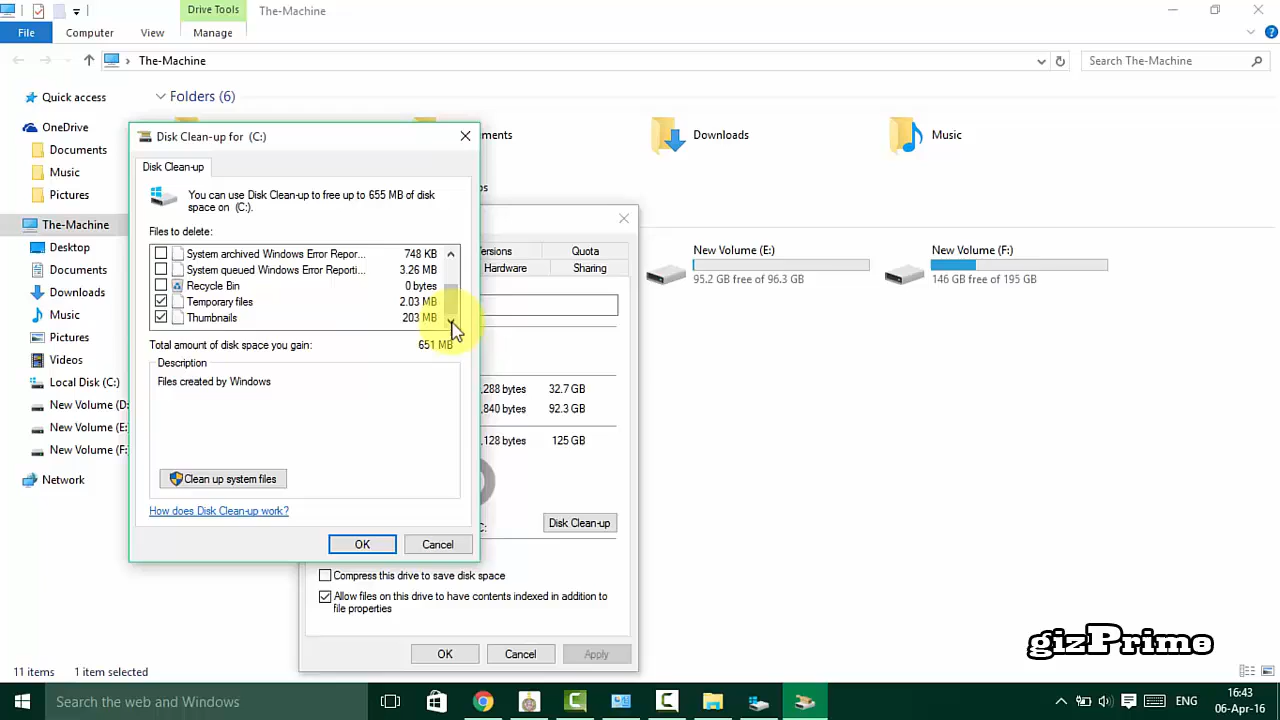 Drive Tools
The-Machine
File
Computer
View
Manage
The-Machine
Search The-Machine
Quick access
OneDrive
Documents
Music
Pictures
The-Machine
Desktop
Documents
Downloads
Music
Pictures
Videos
Local Disk (C:)
New Volume (D:
New Volume (E:
New Volume (F:
Network
Folders (6)
ments
Downloads
Music
New Volume (E:)
95.2 GB free of 96.3 GB
New Volume (F:)
146 GB free of 195 GB
Disk Clean-up for (C:)
Disk Clean-up
You can use Disk Clean-up to free up to 655 MB of disk
space on (C:).
Files to delete:
System archived Windows Error Repor... 748 KB
System queued Windows Error Reporti... 3.26 MB
Recycle Bin 0 bytes
Temporary files 2.03 MB
Thumbnails 203 MB
Total amount of disk space you gain: 651 MB
Description
Files created by Windows
Clean up system files
How does Disk Clean-up work?
OK
Cancel
ersions
Quota
Hardware
Sharing
,288 bytes 32.7 GB
,840 bytes 92.3 GB
,128 bytes 125 GB
C:
Disk Clean-up
Compress this drive to save disk space
Allow files on this drive to have contents indexed in addition to
file properties
OK
Cancel
Apply
gizPrime
11 items
1 item selected
Search the web and Windows
ENG
16:43
06-Apr-16